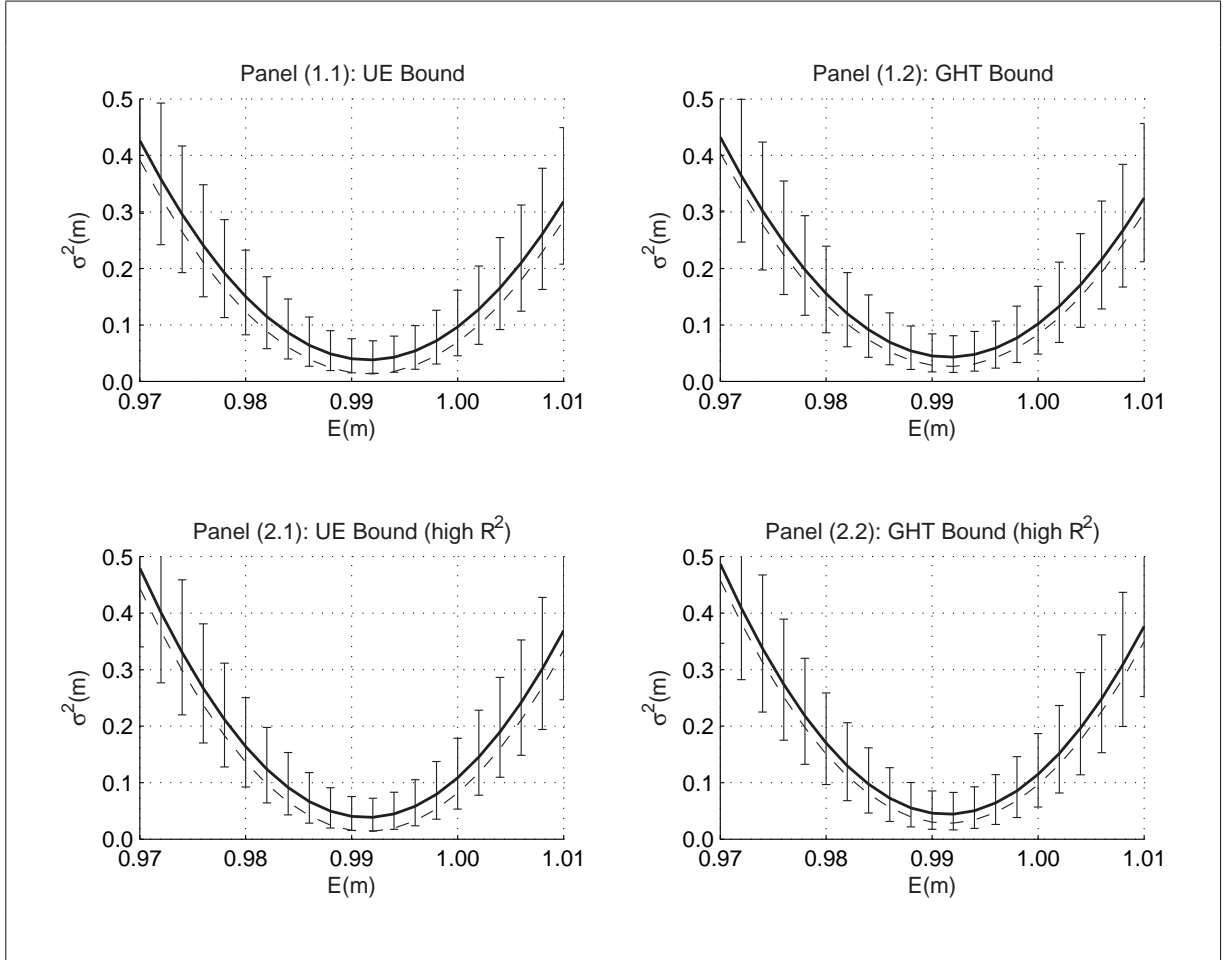 Panel (1.1): UE Bound
0.5
0.4
0.3
0.2
0.1
0.0
σ²(m)
0.97 0.98 0.99 1.00 1.01
E(m)
Panel (1.2): GHT Bound
0.5
0.4
0.3
0.2
0.1
0.0
σ²(m)
0.97 0.98 0.99 1.00 1.01
E(m)
Panel (2.1): UE Bound (high R²)
0.5
0.4
0.3
0.2
0.1
0.0
σ²(m)
0.97 0.98 0.99 1.00 1.01
E(m)
Panel (2.2): GHT Bound (high R²)
0.5
0.4
0.3
0.2
0.1
0.0
σ²(m)
0.97 0.98 0.99 1.00 1.01
E(m)